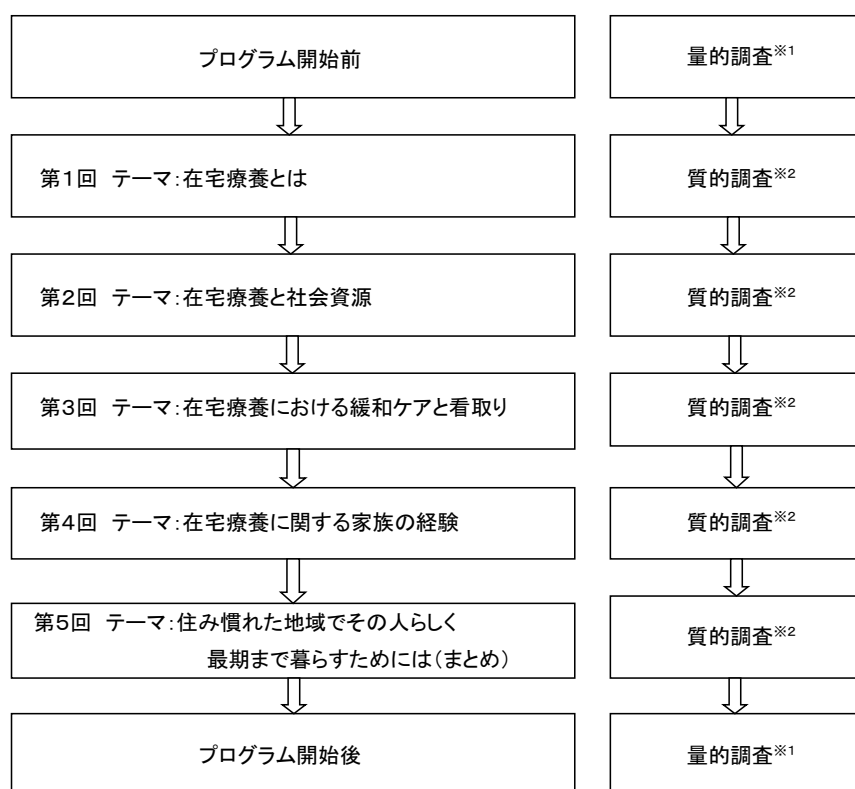 プログラム開始前
量的調査※1
第1回 テーマ:在宅療養とは
質的調査※2
第2回 テーマ:在宅療養と社会資源
質的調査※2
第3回 テーマ:在宅療養における緩和ケアと看取り
質的調査※2
第4回 テーマ:在宅療養に関する家族の経験
質的調査※2
第5回 テーマ:住み慣れた地域でその人らしく
最期まで暮らすためには(まとめ)
質的調査※2
プログラム開始後
量的調査※1